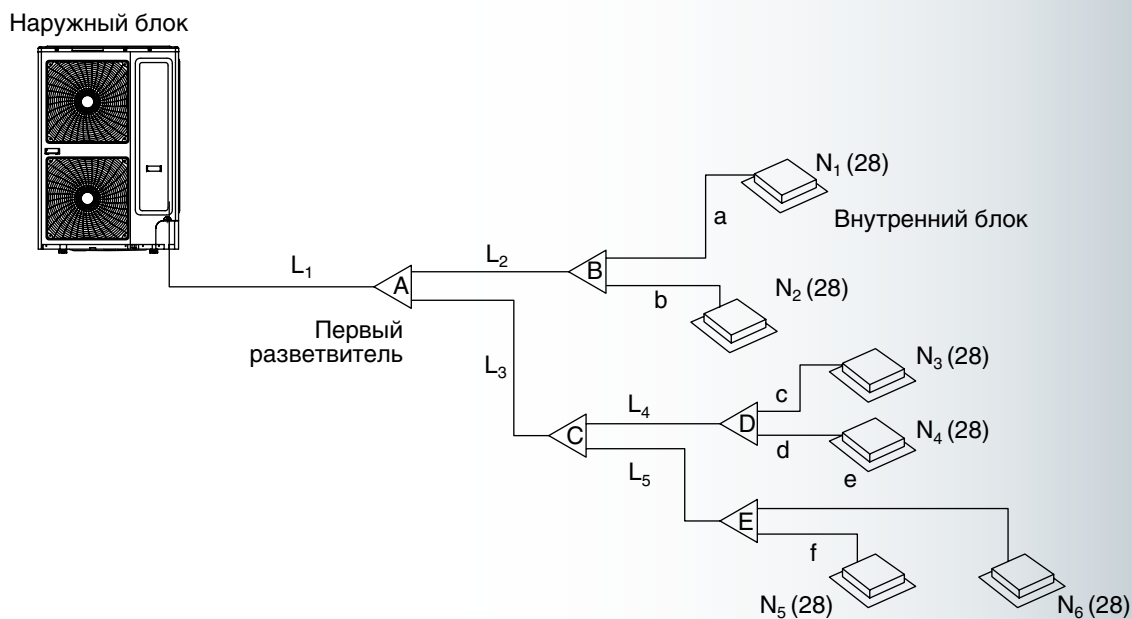 Наружный блок
N₁ (28)
a
Внутренний блок
L₁
L₂
A
B
b
N₂ (28)
Первый
разветвитель
L₃
N₃ (28)
c
L₄
C
D
N₄ (28)
d
L₅
e
E
f
N₅ (28)
N₆ (28)